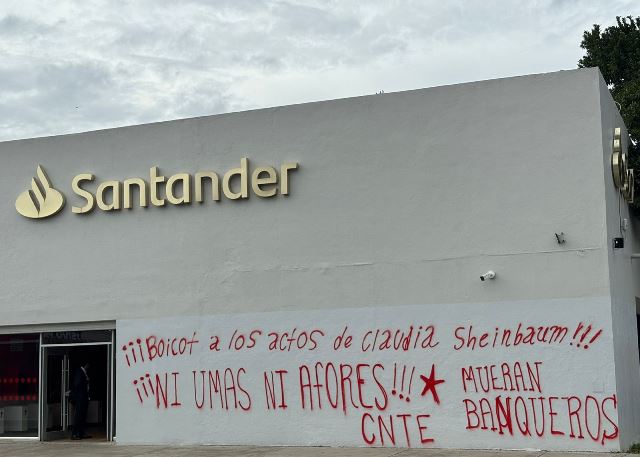 Santander
¡¡¡Boicot a los actos de Claudia Sheinbaum!!!
¡¡¡NI UMAS NI AFORES!!!
MUERAN
BANQUEROS
CNTE